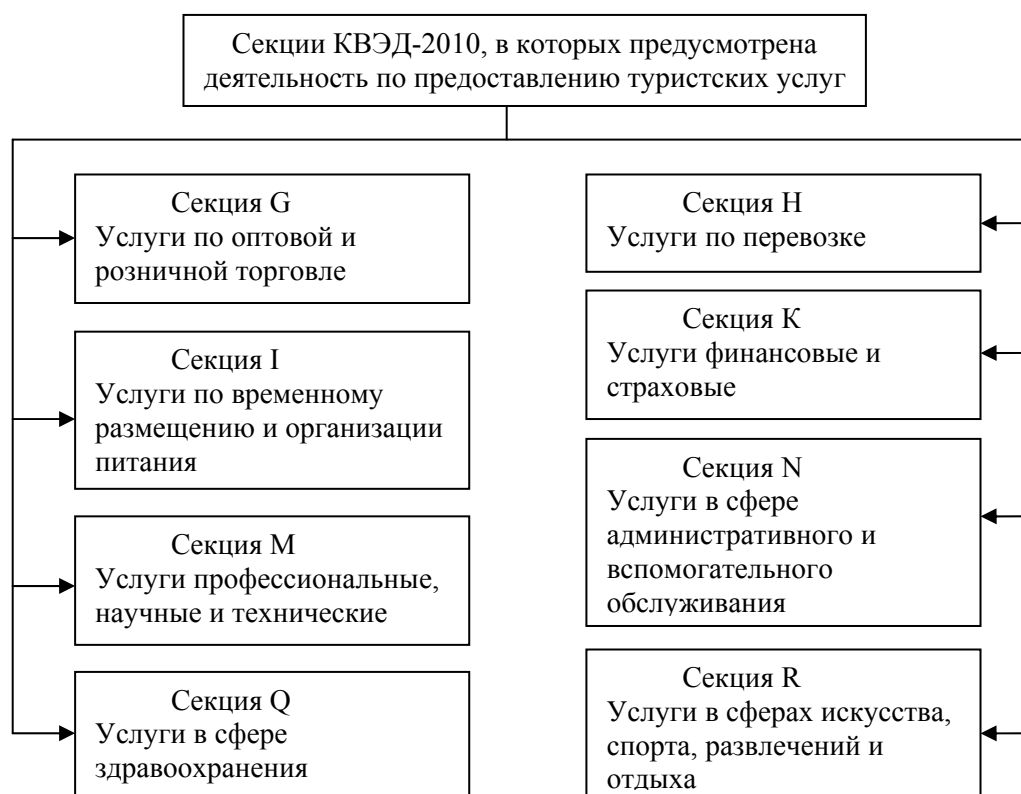 Секции КВЭД-2010, в которых предусмотрена
деятельность по предоставлению туристских услуг
Секция G
Услуги по оптовой и
розничной торговле
Секция H
Услуги по перевозке
Секция I
Услуги по временному
размещению и организации
питания
Секция К
Услуги финансовые и
страховые
Секция M
Услуги профессиональные,
научные и технические
Секция N
Услуги в сфере
административного и
вспомогательного
обслуживания
Секция Q
Услуги в сфере
здравоохранения
Секция R
Услуги в сферах искусства,
спорта, развлечений и
отдыха